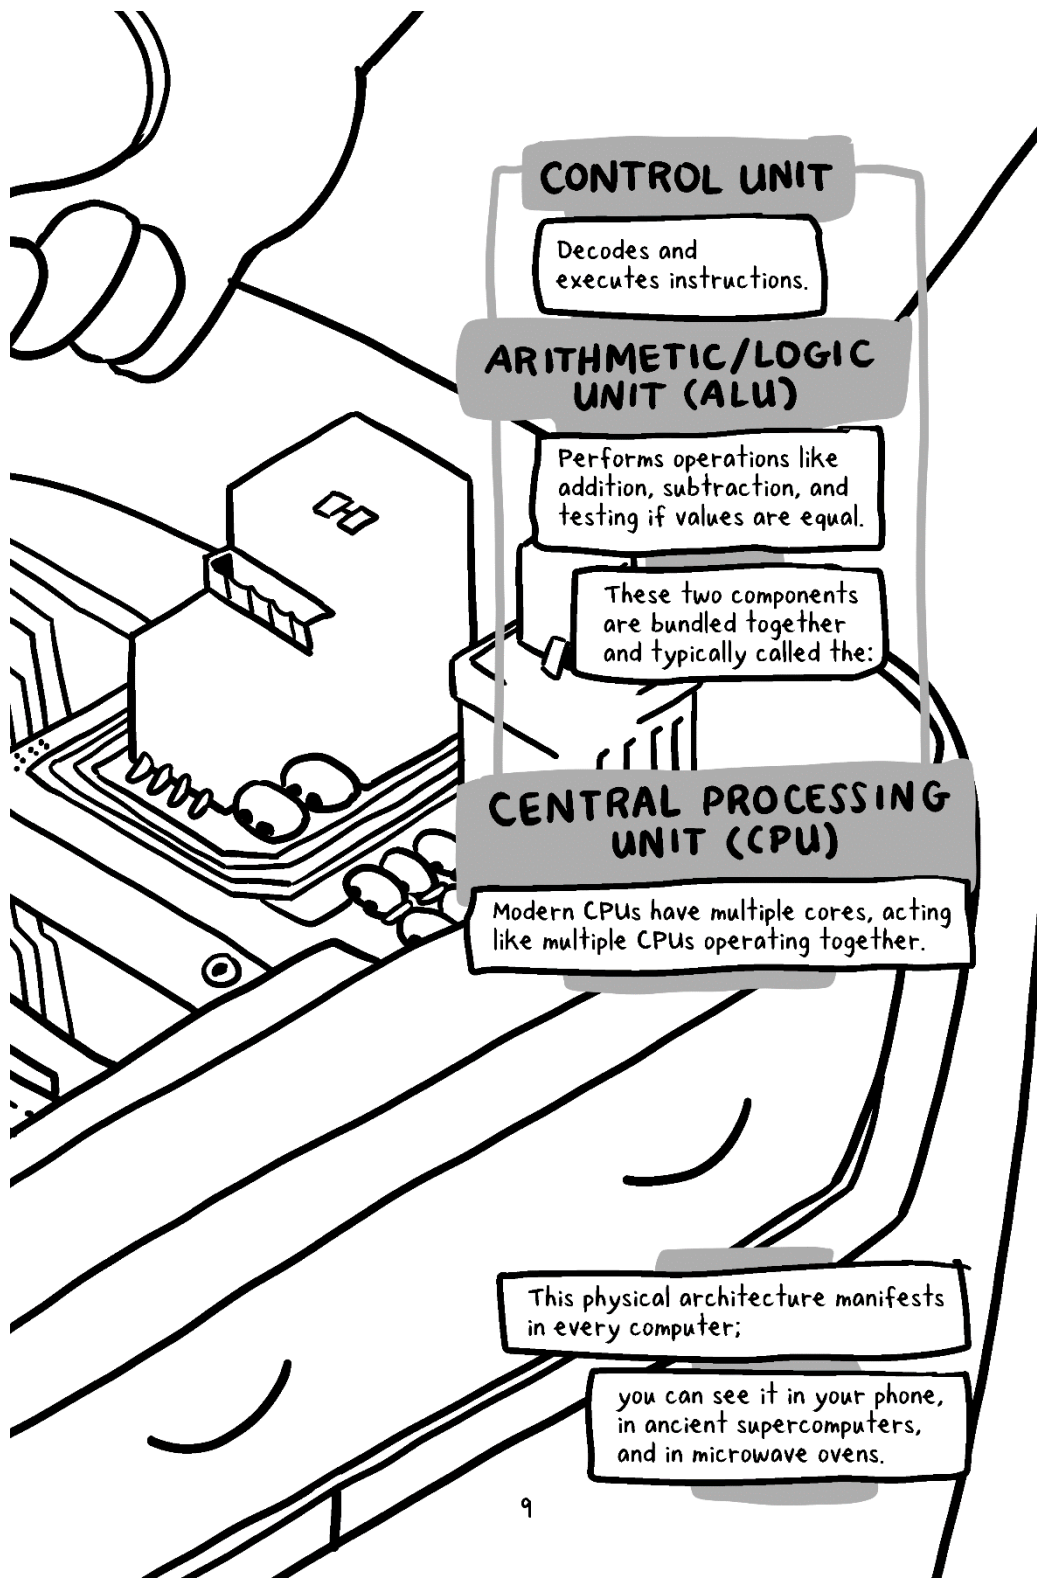 CONTROL UNIT
Decodes and
executes instructions.
ARITHMETIC/LOGIC
UNIT (ALU)
Performs operations like
addition, subtraction, and
testing if values are equal.
These two components
are bundled together
and typically called the:
CENTRAL PROCESSING
UNIT (CPU)
Modern CPUs have multiple cores, acting
like multiple CPUs operating together.
This physical architecture manifests
in every computer;
you can see it in your phone,
in ancient supercomputers,
and in microwave ovens.
9